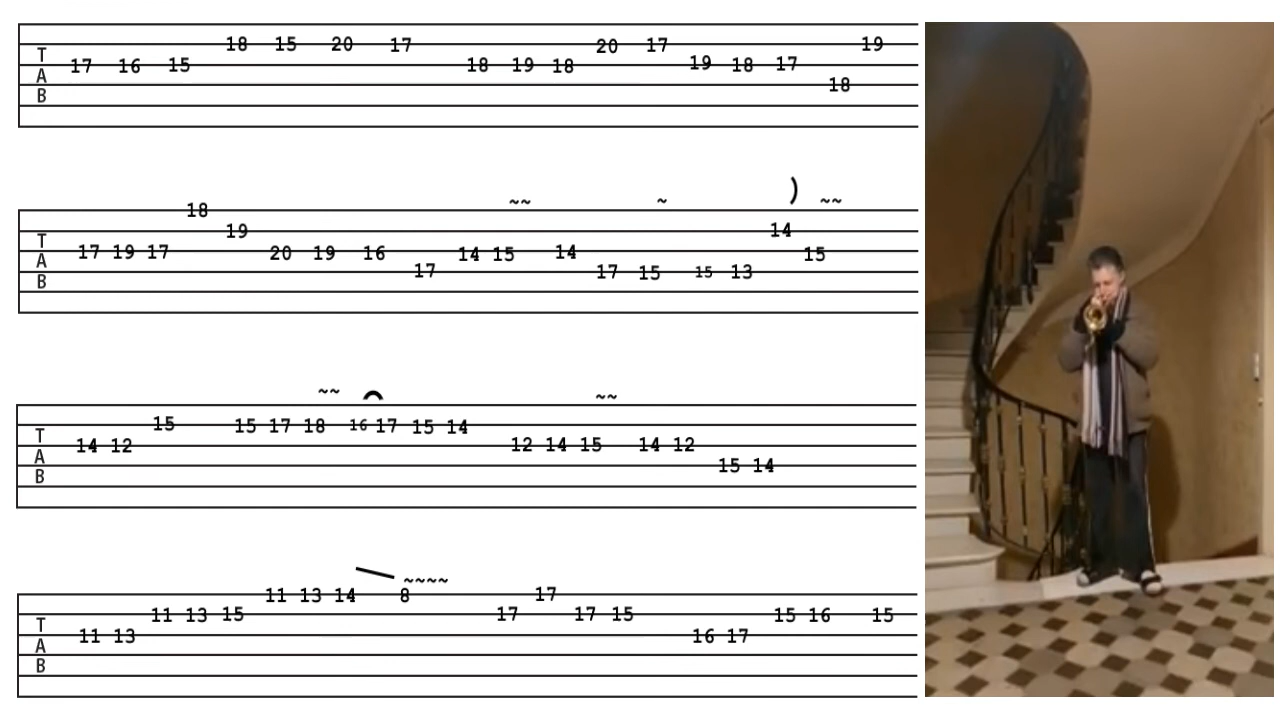 T A B 17 16 15 18 15 20 17 18 19 18 20 17 19 18 17 18 19
T A B 17 19 17 18 19 20 19 16 17 14 15 ~~ 14 17 15 ~ 15 13 14 ) 15 ~~
T A B 14 12 15 15 17 18 ~~ 16 17 15 14 12 14 15 ~~ 14 12 15 14
T A B 11 13 11 13 15 11 13 14 8 ~~~~ 17 17 17 15 16 17 15 16 15